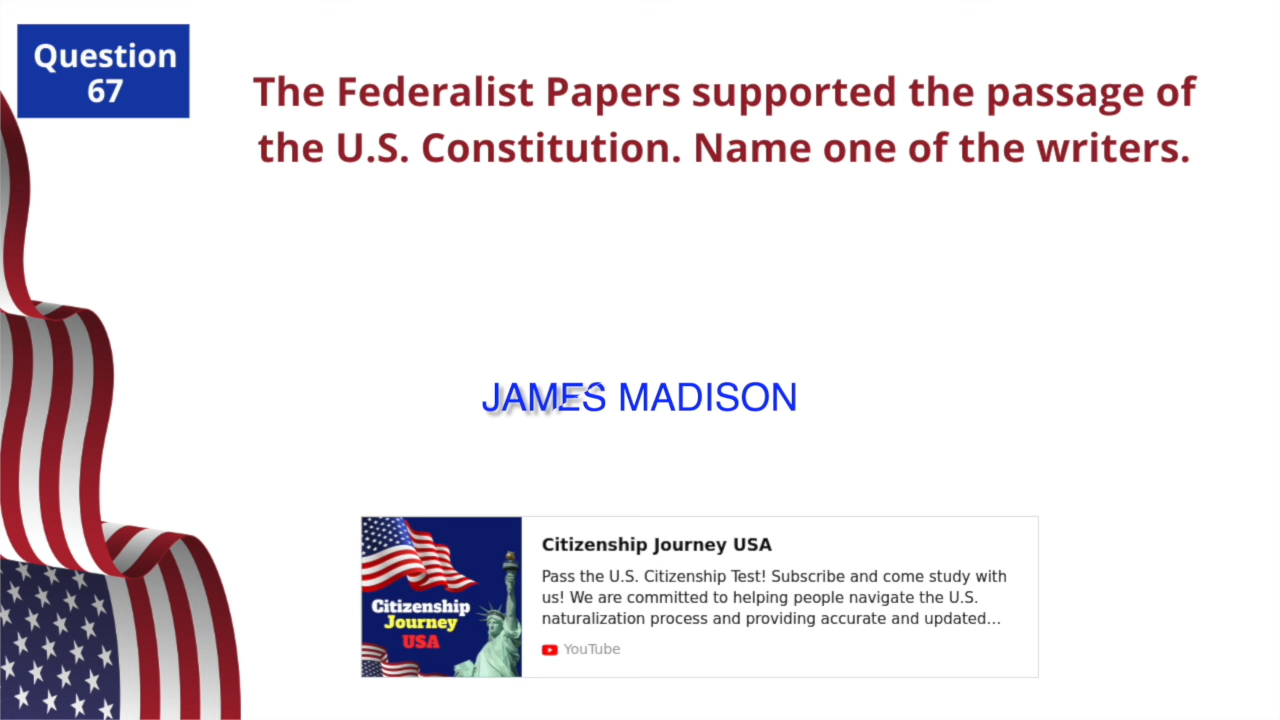 Question
67
The Federalist Papers supported the passage of
the U.S. Constitution. Name one of the writers.
JAMES MADISON
Citizenship
Journey
USA
Citizenship Journey USA
Pass the U.S. Citizenship Test! Subscribe and come study with
us! We are committed to helping people navigate the U.S.
naturalization process and providing accurate and updated...
YouTube